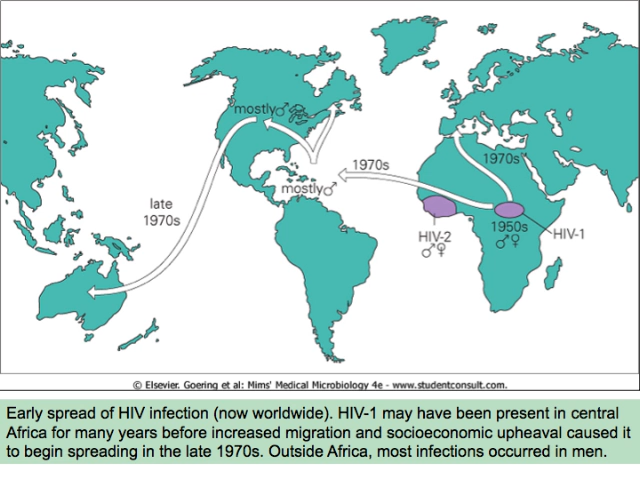 mostly♂
1970s
1970s
mostly♂
late
1970s
HIV-2
♂♀
1950s
♂♀
HIV-1
© Elsevier. Goering et al: Mims' Medical Microbiology 4e - www.studentconsult.com.
Early spread of HIV infection (now worldwide). HIV-1 may have been present in central
Africa for many years before increased migration and socioeconomic upheaval caused it
to begin spreading in the late 1970s. Outside Africa, most infections occurred in men.